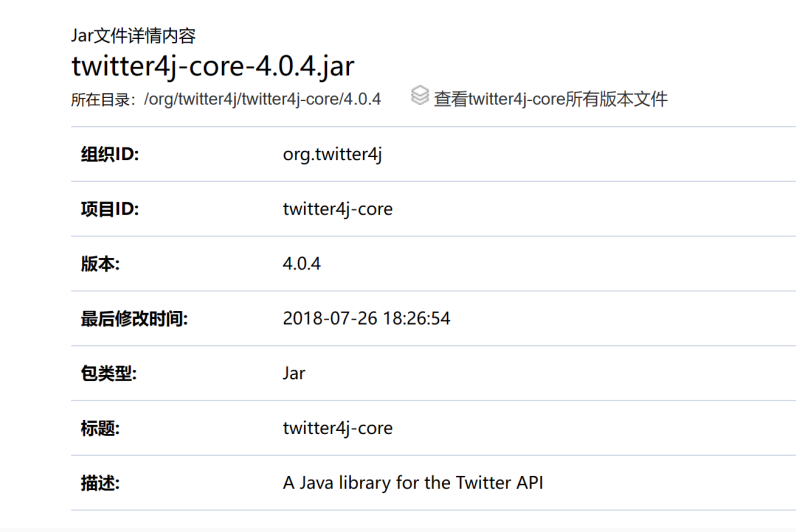 Jar文件详情内容
twitter4j-core-4.0.4.jar
所在目录：/org/twitter4j/twitter4j-core/4.0.4 查看twitter4j-core所有版本文件
组织ID: org.twitter4j
项目ID: twitter4j-core
版本: 4.0.4
最后修改时间: 2018-07-26 18:26:54
包类型: Jar
标题: twitter4j-core
描述: A Java library for the Twitter API